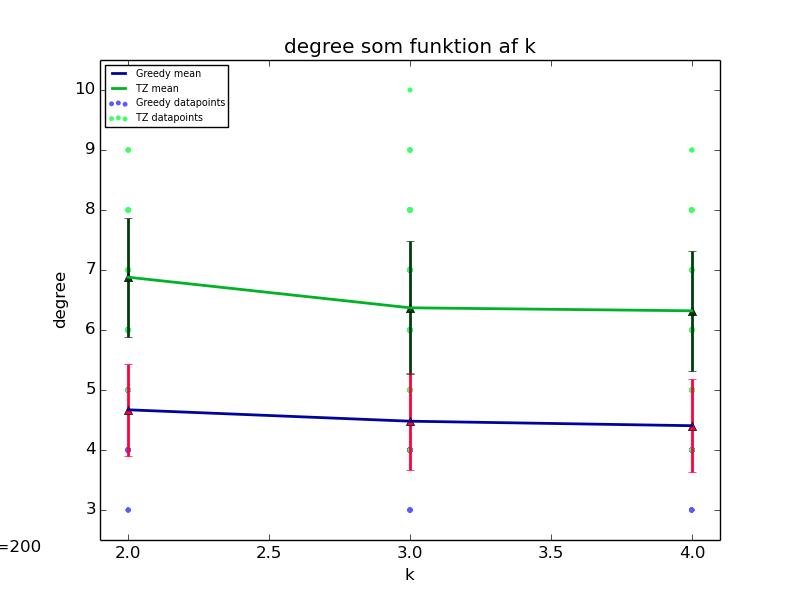 degree som funktion af k
Greedy mean
TZ mean
Greedy datapoints
TZ datapoints
10
9
8
7
6
5
4
3
degree
=200
2.0 2.5 3.0 3.5 4.0
k